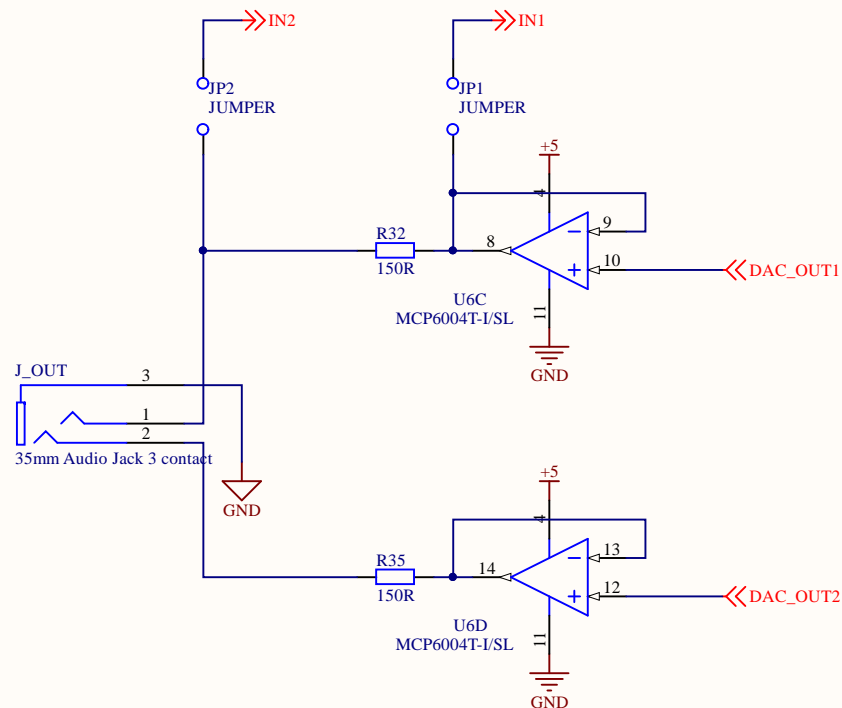 IN2
IN1
JP2
JUMPER
JP1
JUMPER
+5
4
9
R32
8
10
DAC_OUT1
150R
U6C
MCP6004T-I/SL
11
GND
J_OUT
3
1
2
35mm Audio Jack 3 contact
GND
+5
4
13
R35
14
12
DAC_OUT2
150R
U6D
MCP6004T-I/SL
11
GND